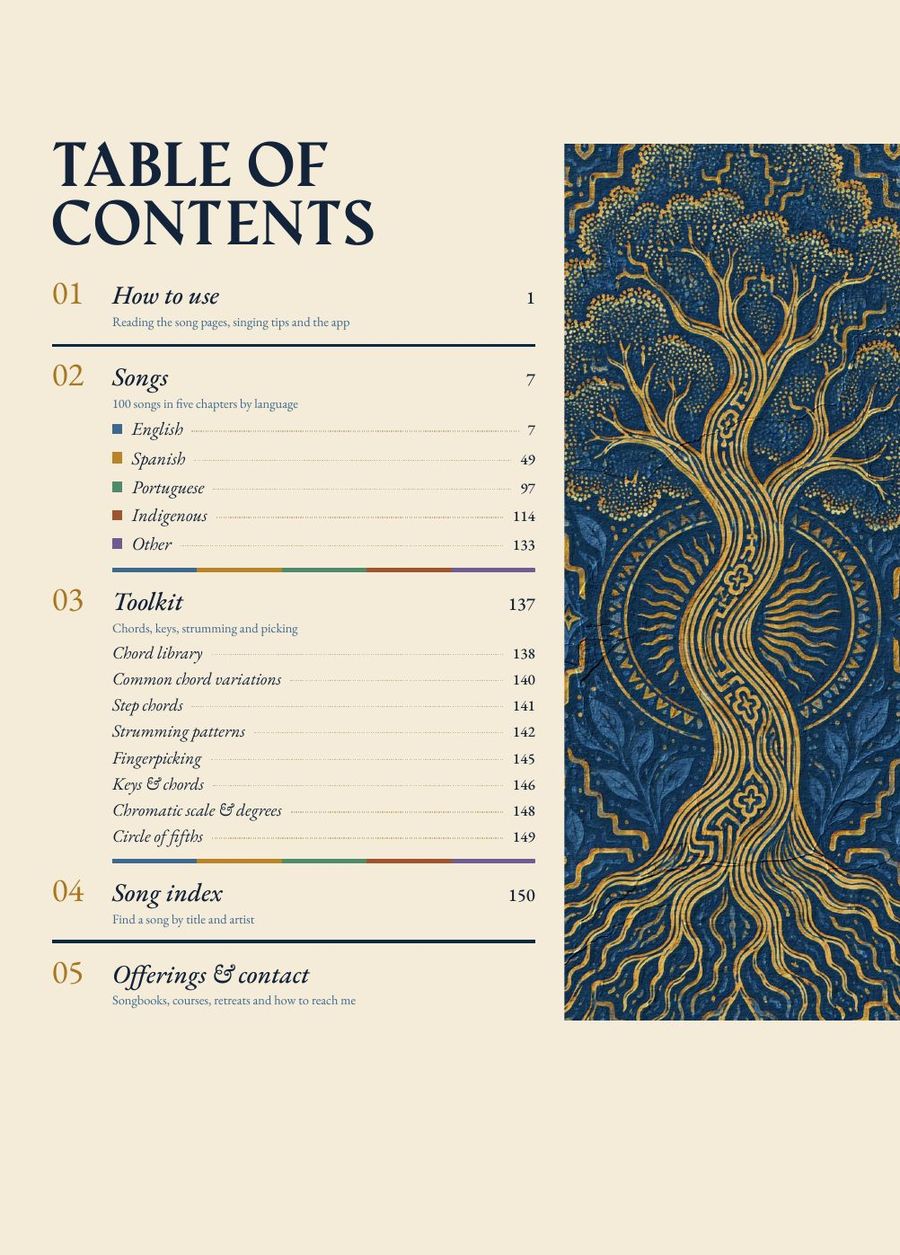 TABLE OF
CONTENTS
01 How to use 1
Reading the song pages, singing tips and the app
02 Songs 7
100 songs in five chapters by language
English 7
Spanish 49
Portuguese 97
Indigenous 114
Other 133
03 Toolkit 137
Chords, keys, strumming and picking
Chord library 138
Common chord variations 140
Step chords 141
Strumming patterns 142
Fingerpicking 145
Keys & chords 146
Chromatic scale & degrees 148
Circle of fifths 149
04 Song index 150
Find a song by title and artist
05 Offerings & contact
Songbooks, courses, retreats and how to reach me